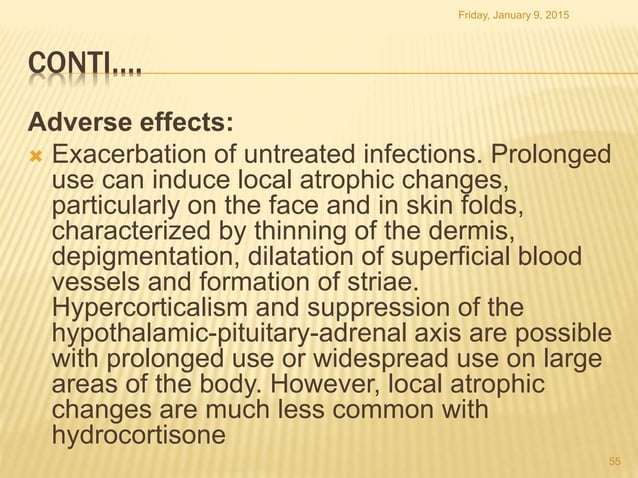 Friday, January 9, 2015
CONTI....
Adverse effects:
Exacerbation of untreated infections. Prolonged
use can induce local atrophic changes,
particularly on the face and in skin folds,
characterized by thinning of the dermis,
depigmentation, dilatation of superficial blood
vessels and formation of striae.
Hypercorticalism and suppression of the
hypothalamic-pituitary-adrenal axis are possible
with prolonged use or widespread use on large
areas of the body. However, local atrophic
changes are much less common with
hydrocortisone
55